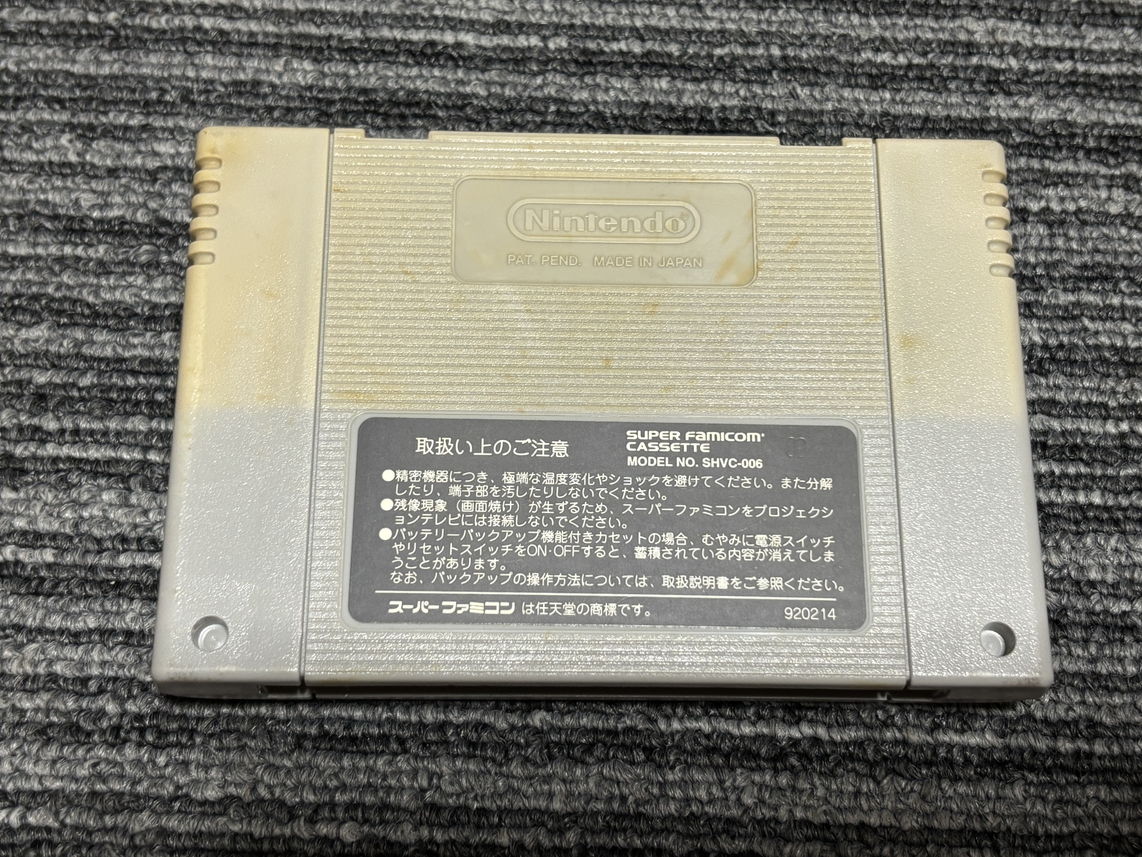 Nintendo®
PAT. PEND. MADE IN JAPAN
取扱い上のご注意
SUPER FAMICOM®
CASSETTE
MODEL NO. SHVC-006
●精密機器につき、極端な温度変化やショックを避けてください。また分解
したり、端子部を汚したりしないでください。
●残像現象（画面焼け）が生ずるため、スーパーファミコンをプロジェクシ
ョンテレビには接続しないでください。
●バッテリーバックアップ機能付きカセットの場合、むやみに電源スイッチ
やリセットスイッチをON·OFFすると、蓄積されている内容が消えてしま
うことがあります。
なお、バックアップの操作方法については、取扱説明書をご参照ください。
スーパーファミコン は任天堂の商標です。
920214